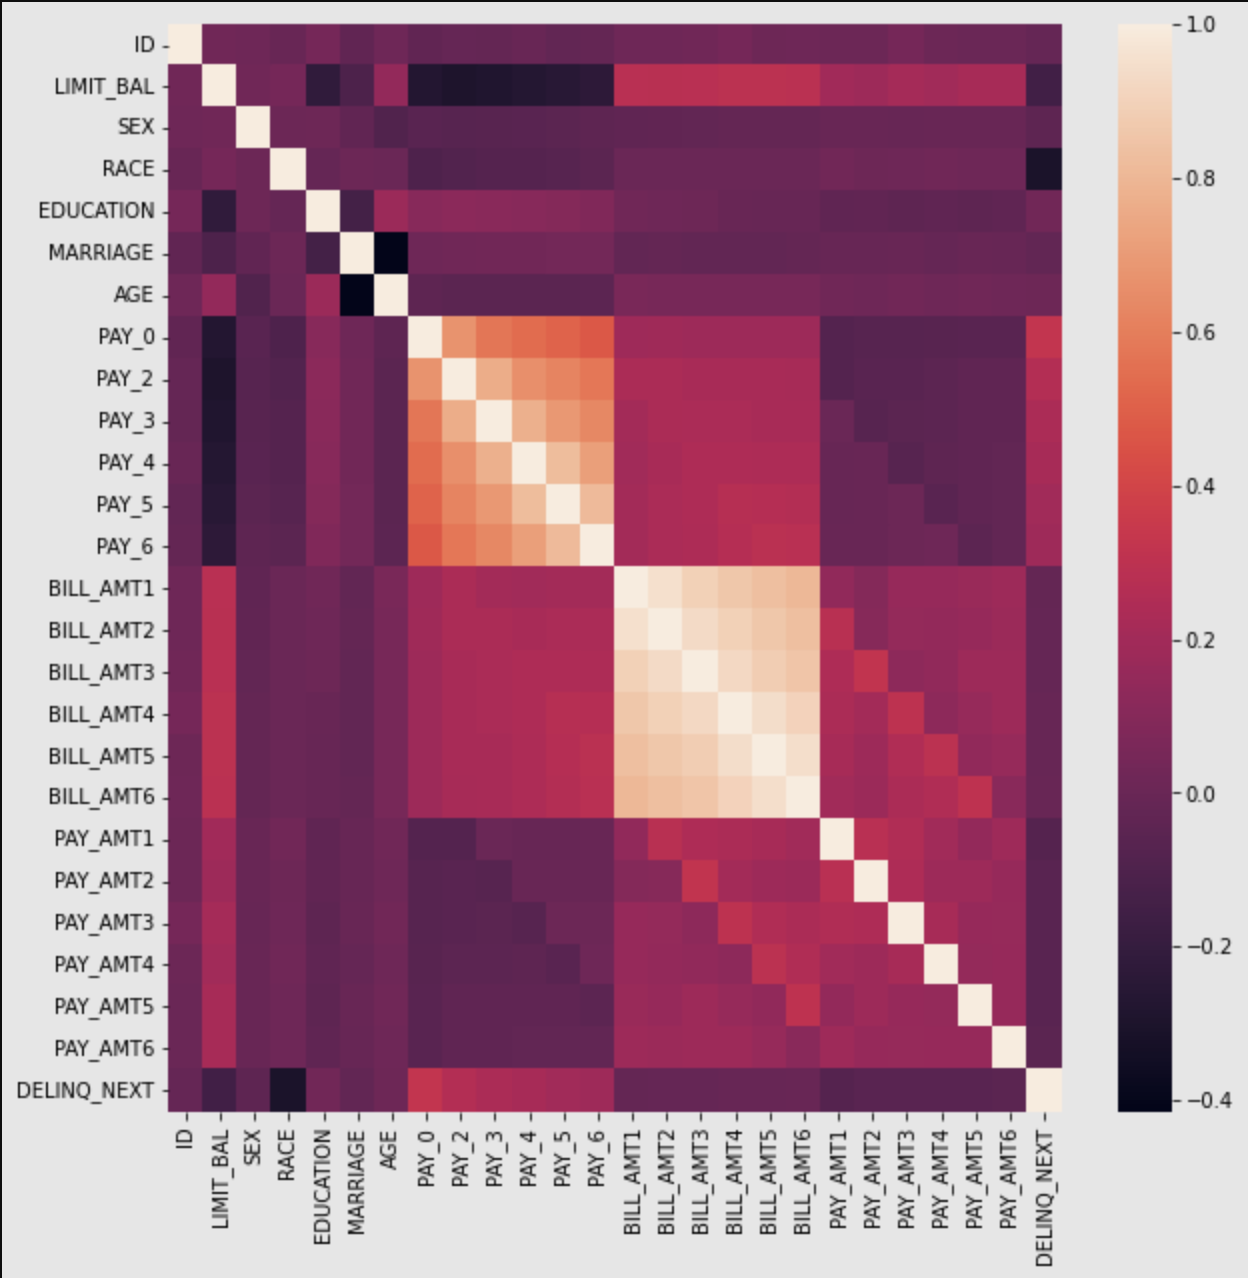 ID
LIMIT_BAL
SEX
RACE
EDUCATION
MARRIAGE
AGE
PAY_0
PAY_2
PAY_3
PAY_4
PAY_5
PAY_6
BILL_AMT1
BILL_AMT2
BILL_AMT3
BILL_AMT4
BILL_AMT5
BILL_AMT6
PAY_AMT1
PAY_AMT2
PAY_AMT3
PAY_AMT4
PAY_AMT5
PAY_AMT6
DELINQ_NEXT
ID
LIMIT_BAL
SEX
RACE
EDUCATION
MARRIAGE
AGE
PAY_0
PAY_2
PAY_3
PAY_4
PAY_5
PAY_6
BILL_AMT1
BILL_AMT2
BILL_AMT3
BILL_AMT4
BILL_AMT5
BILL_AMT6
PAY_AMT1
PAY_AMT2
PAY_AMT3
PAY_AMT4
PAY_AMT5
PAY_AMT6
DELINQ_NEXT
1.0
0.8
0.6
0.4
0.2
0.0
−0.2
−0.4